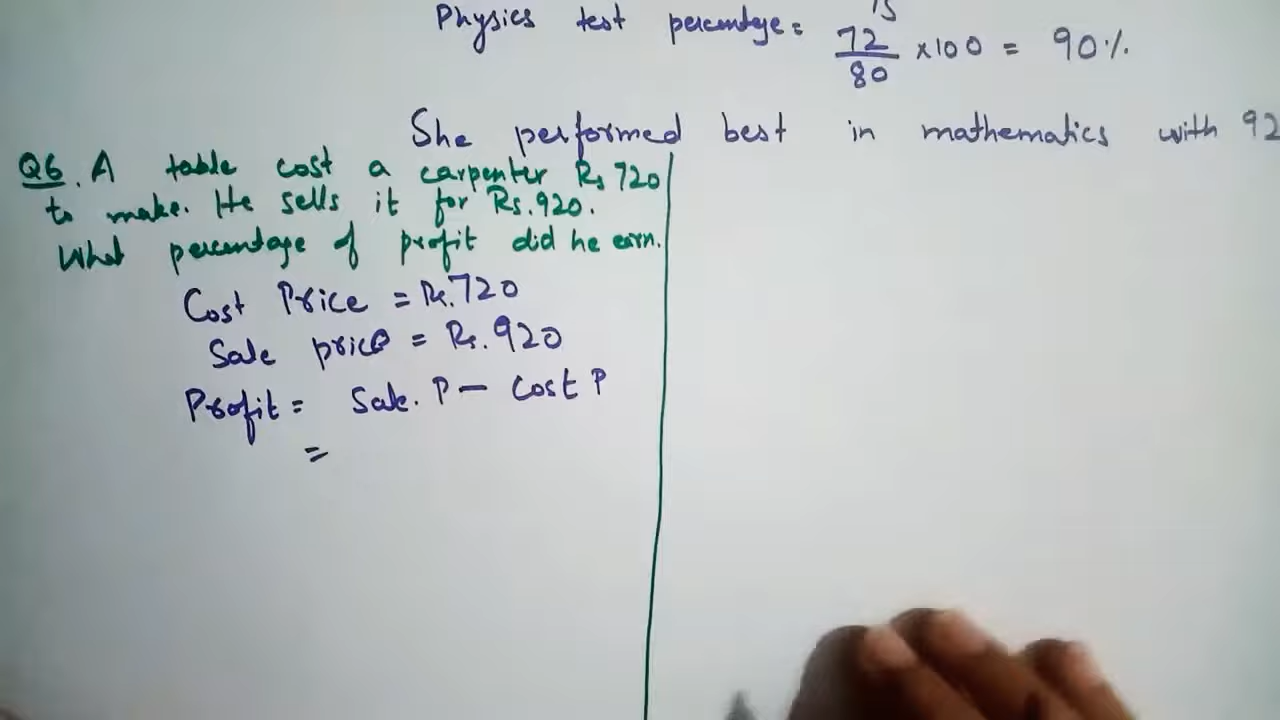 15
Physics test percentage = 72/80 ×100 = 90%
She performed best in mathematics with 92
Q6. A table cost a carpenter Rs 720
to make. He sells it for Rs.920.
What percentage of profit did he earn.
Cost Price = Rs.720
Sale price = Rs.920
Profit = Sale.P - Cost P
=